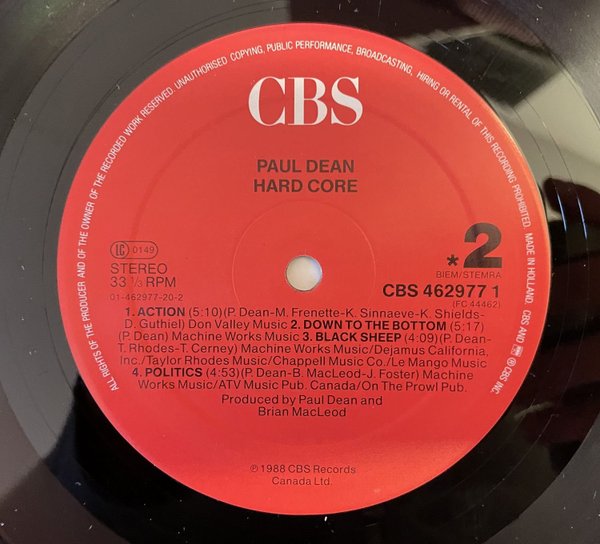 ALL RIGHTS OF THE PRODUCER AND OF THE OWNER OF THE RECORDED WORK RESERVED. UNAUTHORISED COPYING, PUBLIC PERFORMANCE, BROADCASTING, HIRING OR RENTAL OF THIS RECORDING PROHIBITED. MADE IN HOLLAND. CBS AND ℗ © CBS INC.
CBS
PAUL DEAN
HARD CORE
LC 0149
STEREO
33 1/3 RPM
01-462977-20-2
*2
BIEM/STEMRA
CBS 462977 1
(FC 44462)
1. ACTION (5:10)(P. Dean-M. Frenette-K. Sinnaeve-K. Shields-
D. Guthiel) Don Valley Music 2. DOWN TO THE BOTTOM (5:17)
(P. Dean) Machine Works Music 3. BLACK SHEEP (4:09)(P. Dean-
T. Rhodes-T. Cerney) Machine Works Music/Dejamus California,
Inc./Taylor Rhodes Music/Chappell Music Co./Le Mango Music
4. POLITICS (4:53)(P. Dean-B. MacLeod-J. Foster) Machine
Works Music/ATV Music Pub. Canada/On The Prowl Pub.
Produced by Paul Dean and
Brian MacLeod
℗ 1988 CBS Records
Canada Ltd.